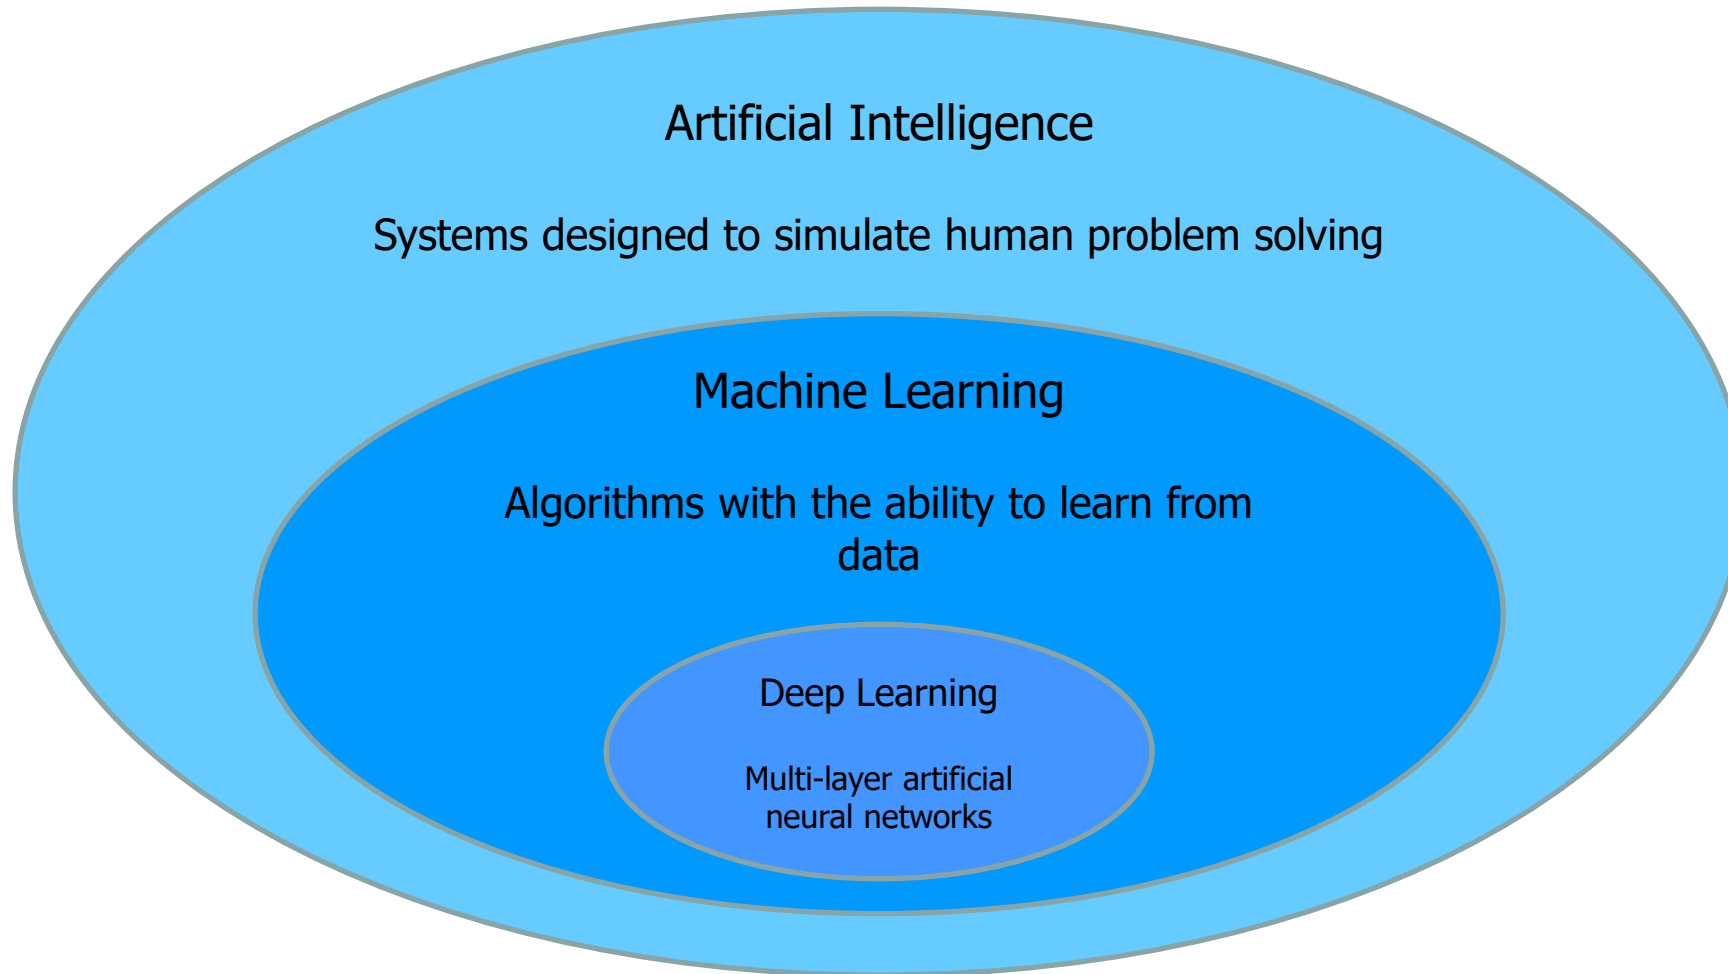 Artificial Intelligence
Systems designed to simulate human problem solving
Machine Learning
Algorithms with the ability to learn from
data
Deep Learning
Multi-layer artificial
neural networks